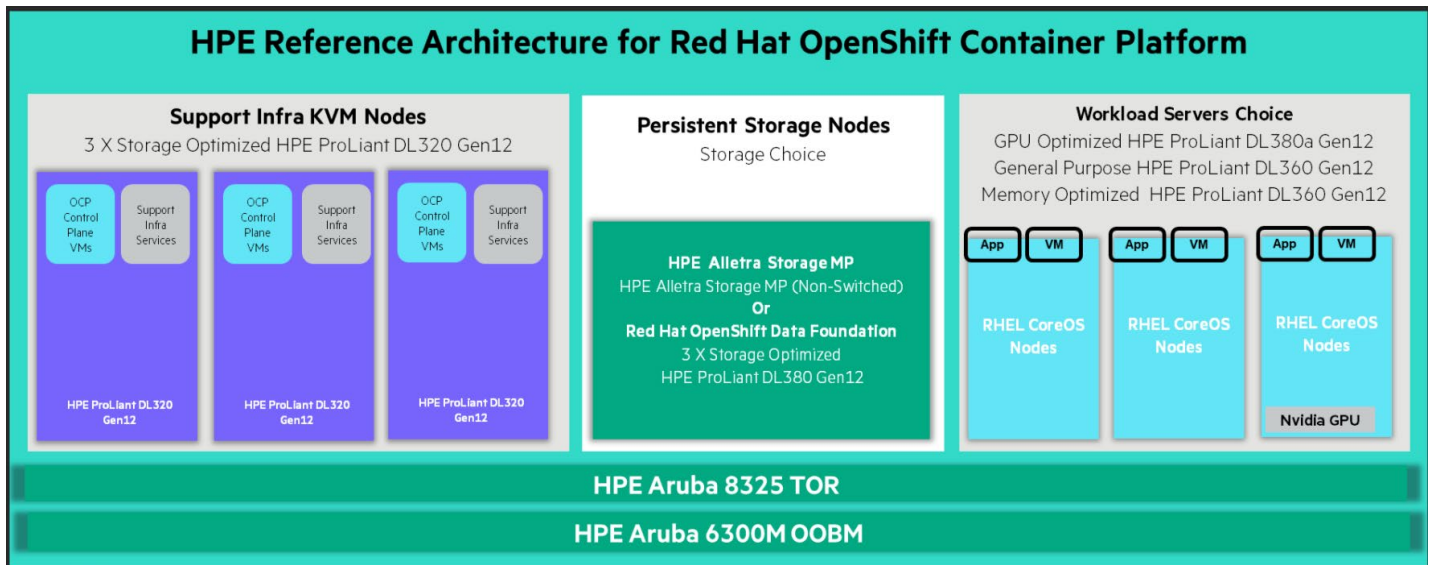 HPE Reference Architecture for Red Hat OpenShift Container Platform
Support Infra KVM Nodes
3 X Storage Optimized HPE ProLiant DL320 Gen12
OCP
Control
Plane
VMs
Support
Infra
Services
HPE ProLiant DL320
Gen12
OCP
Control
Plane
VMs
Support
Infra
Services
HPE ProLiant DL320
Gen12
OCP
Control
Plane
VMs
Support
Infra
Services
HPE ProLiant DL320
Gen12
Persistent Storage Nodes
Storage Choice
HPE Alletra Storage MP
HPE Alletra Storage MP (Non-Switched)
Or
Red Hat OpenShift Data Foundation
3 X Storage Optimized
HPE ProLiant DL380 Gen12
Workload Servers Choice
GPU Optimized HPE ProLiant DL380a Gen12
General Purpose HPE ProLiant DL360 Gen12
Memory Optimized HPE ProLiant DL360 Gen12
App
VM
RHEL CoreOS
Nodes
App
VM
RHEL CoreOS
Nodes
App
VM
RHEL CoreOS
Nodes
Nvidia GPU
HPE Aruba 8325 TOR
HPE Aruba 6300M OOBM